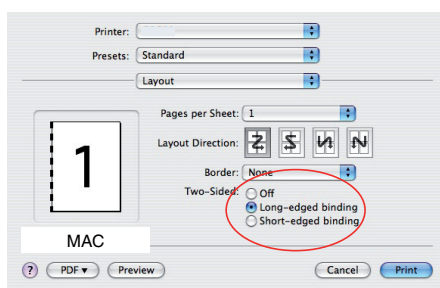 Printer:
Presets: Standard
Layout
Pages per Sheet: 1
Layout Direction:
Border: None
Two-Sided: Off
Long-edged binding
Short-edged binding
1
MAC
? PDF ▼ Preview Cancel Print